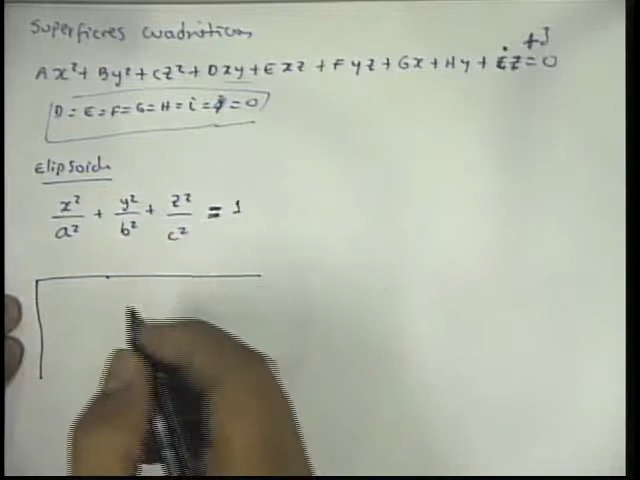 Superficies cuadráticas
+J
Ax² + By² + Cz² + Dxy + Exz + Fyz + Gx + Hy + iz = 0
D = E = F = G = H = i = J = 0
Elipsoide
x²/a² + y²/b² + z²/c² = 1